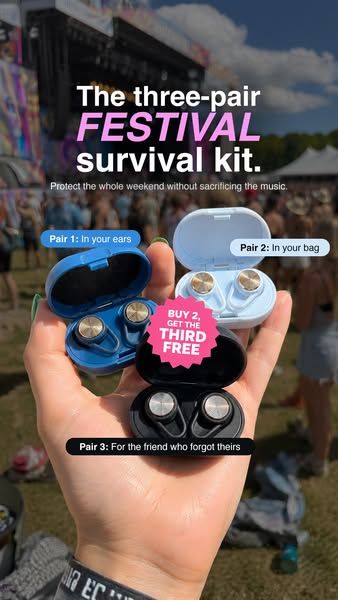 The three-pair
FESTIVAL
survival kit.
Protect the whole weekend without sacrificing the music.
Pair 1: In your ears
Pair 2: In your bag
BUY 2,
GET THE
THIRD
FREE
Pair 3: For the friend who forgot theirs